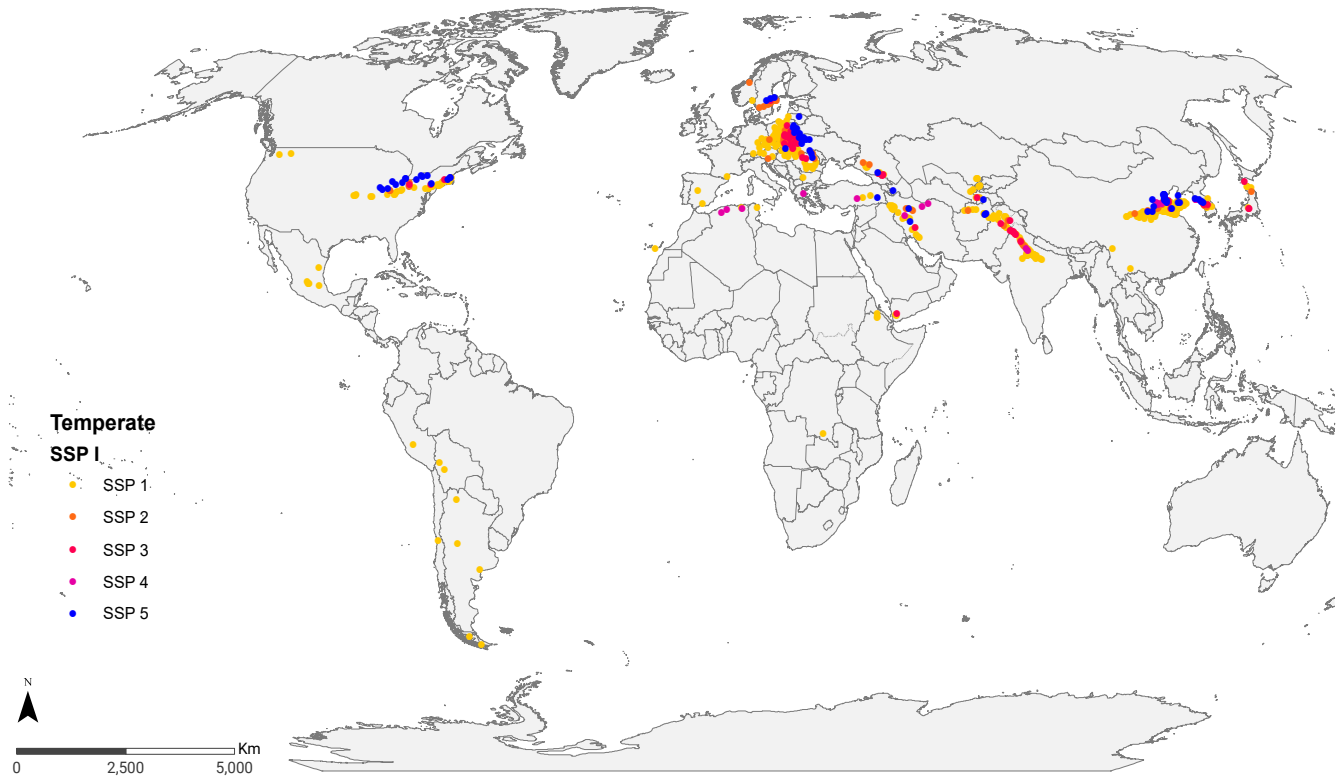 Temperate
SSP I
SSP 1
SSP 2
SSP 3
SSP 4
SSP 5
N
Km
0 2,500 5,000